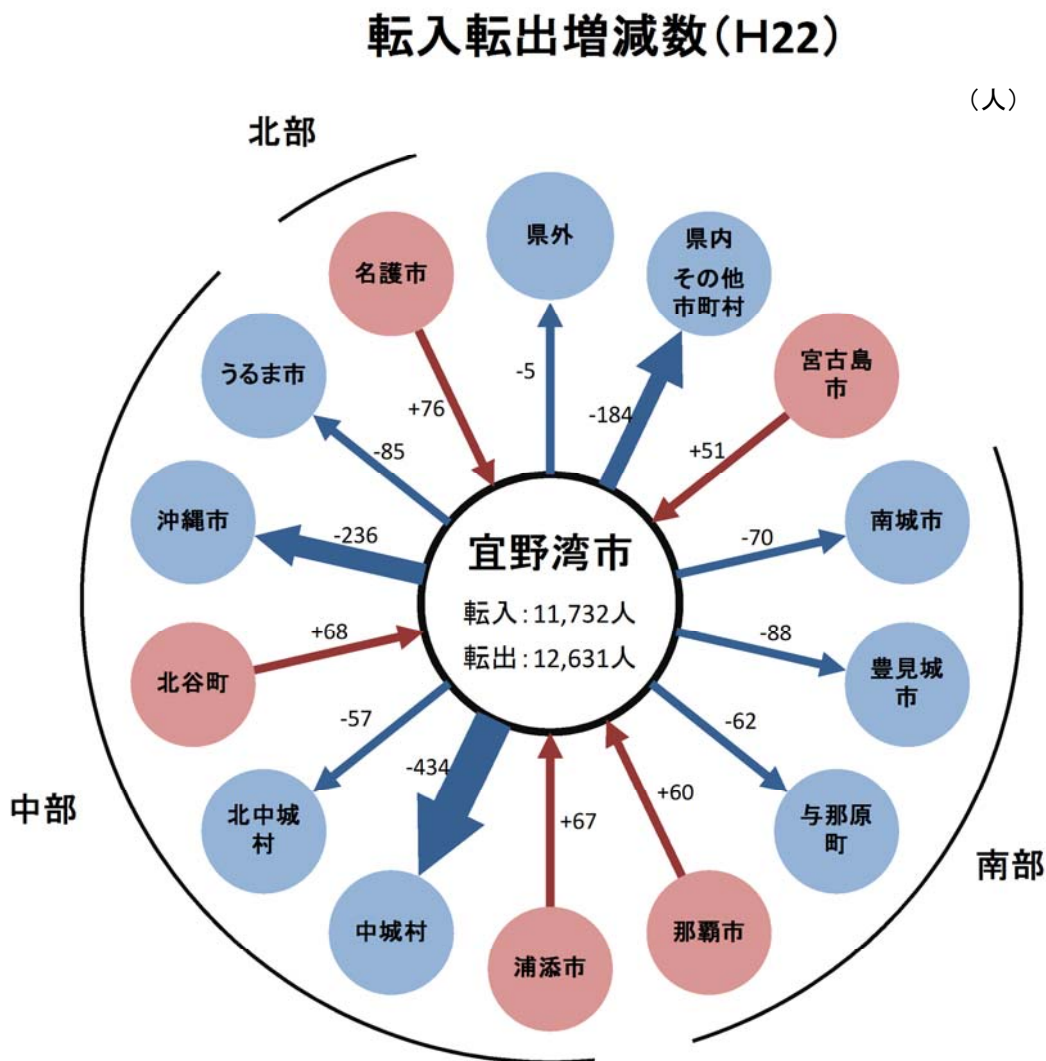 転入転出増減数(H22)
(人)
北部
県外
県内
その他
市町村
名護市
宮古島
市
うるま市
-5
-184
+76
+51
-85
沖縄市
南城市
-236
-70
宜野湾市
転入:11,732人
転出:12,631人
+68
-88
北谷町
豊見城
市
-57
-62
-434
+67
+60
中部
北中城
村
与那原
町
南部
中城村
浦添市
那覇市